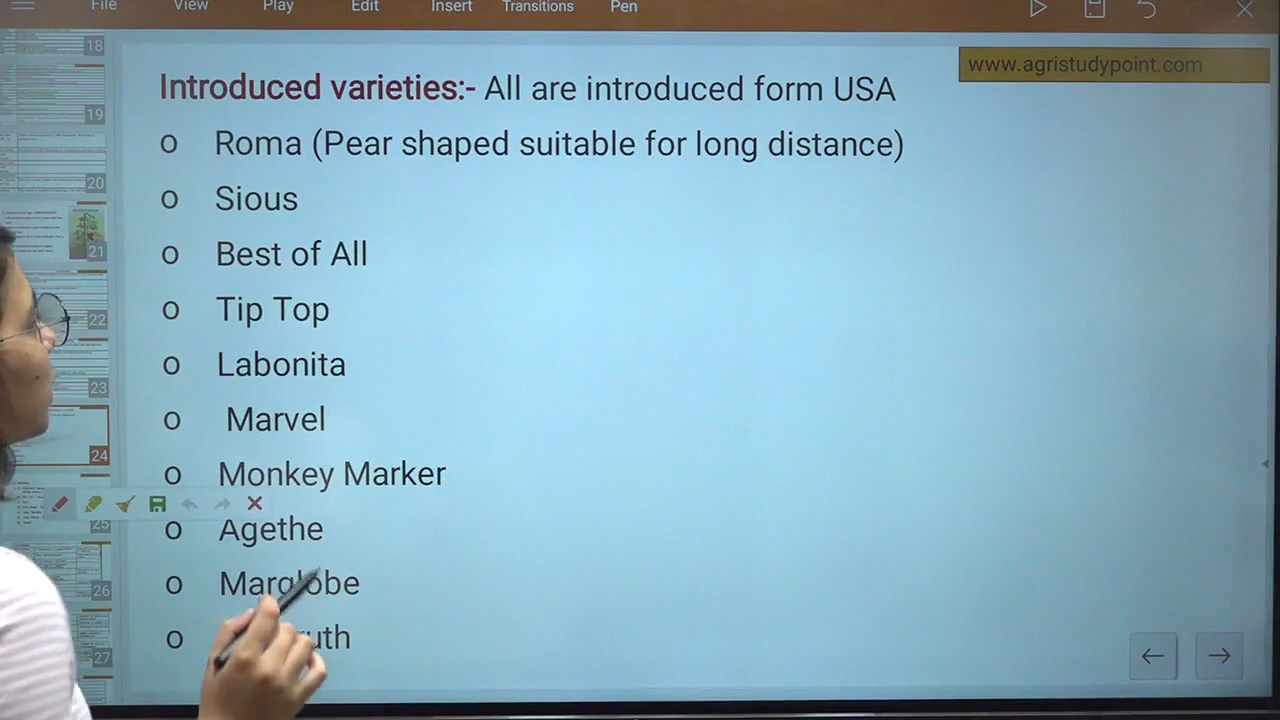 File View Play Edit Insert Transitions Pen
www.agristudypoint.com
Introduced varieties:- All are introduced form USA
o Roma (Pear shaped suitable for long distance)
o Sious
o Best of All
o Tip Top
o Labonita
o Marvel
o Monkey Marker
o Agethe
o Marglobe
o
18
19
20
21
22
23
24
25
26
27